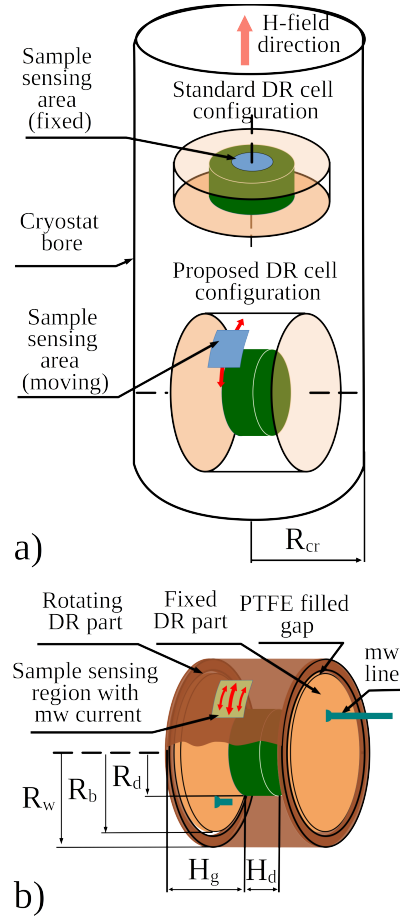 H-field
direction
Sample
sensing
area
(fixed)
Standard DR cell
configuration
Cryostat
bore
Proposed DR cell
configuration
Sample
sensing
area
(moving)
a)
Rcr
Rotating
DR part
Fixed
DR part
PTFE filled
gap
mw
line
Sample sensing
region with
mw current
Rw
Rb
Rd
Hg
Hd
b)